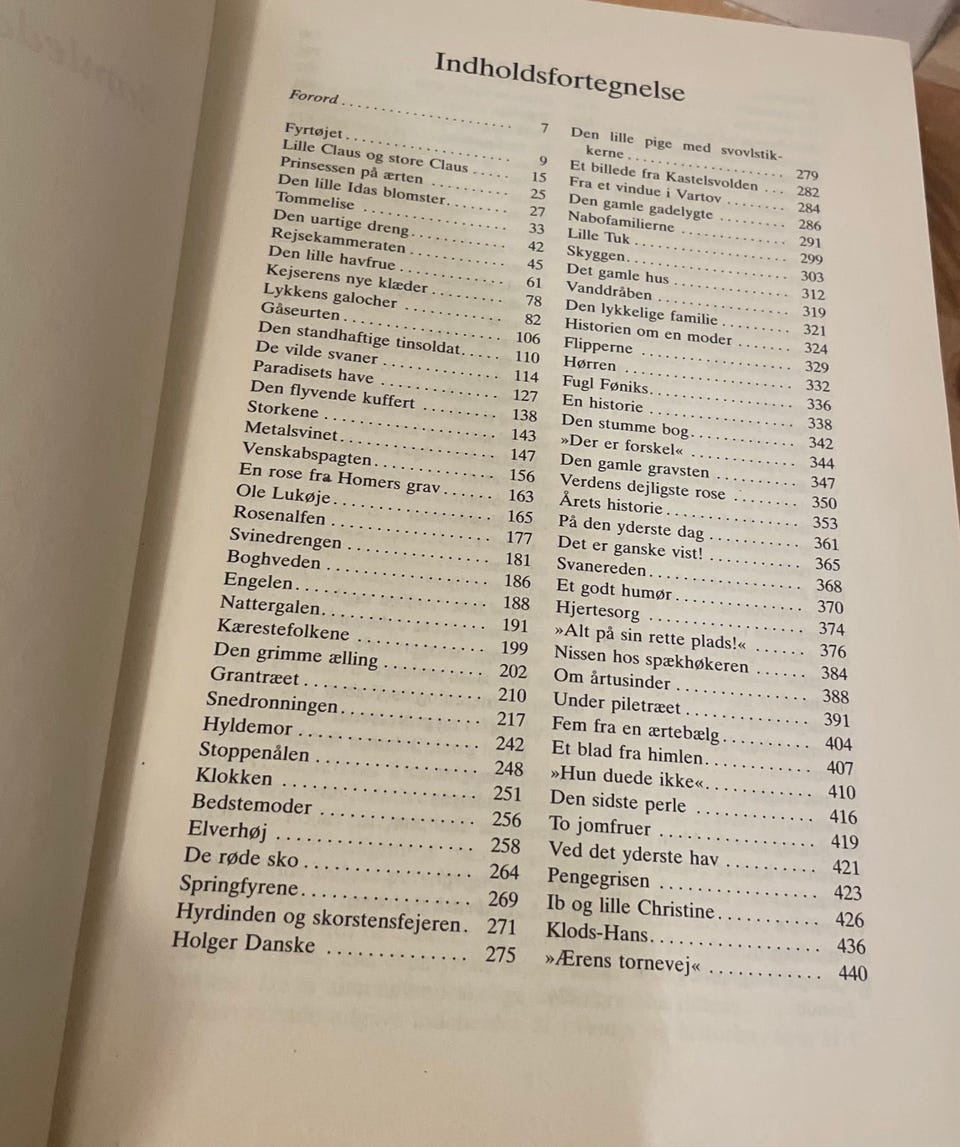 Indholdsfortegnelse
Forord . . . . . . . . . . . . . . . . . . . . . . 7
Fyrtøjet . . . . . . . . . . . . . . . . . . . . . 9
Lille Claus og store Claus . . . . . 15
Prinsessen på ærten . . . . . . . . . . 25
Den lille Idas blomster. . . . . . . . 27
Tommelise . . . . . . . . . . . . . . . . . . 33
Den uartige dreng. . . . . . . . . . . . 42
Rejsekammeraten . . . . . . . . . . . . 45
Den lille havfrue . . . . . . . . . . . . . 61
Kejserens nye klæder . . . . . . . . . 78
Lykkens galocher . . . . . . . . . . . . 82
Gåseurten . . . . . . . . . . . . . . . . . . 106
Den standhaftige tinsoldat. . . . . 110
De vilde svaner . . . . . . . . . . . . . . 114
Paradisets have . . . . . . . . . . . . . . 127
Den flyvende kuffert . . . . . . . . . 138
Storkene . . . . . . . . . . . . . . . . . . . 143
Metalsvinet. . . . . . . . . . . . . . . . . 147
Venskabspagten. . . . . . . . . . . . . . 156
En rose fra Homers grav . . . . . . 163
Ole Lukøje. . . . . . . . . . . . . . . . . . 165
Rosenalfen . . . . . . . . . . . . . . . . . 177
Svinedrengen . . . . . . . . . . . . . . . 181
Boghveden . . . . . . . . . . . . . . . . . 186
Engelen. . . . . . . . . . . . . . . . . . . . 188
Nattergalen. . . . . . . . . . . . . . . . . 191
Kærestefolkene . . . . . . . . . . . . . 199
Den grimme ælling . . . . . . . . . . 202
Grantræet . . . . . . . . . . . . . . . . . . 210
Snedronningen. . . . . . . . . . . . . . 217
Hyldemor . . . . . . . . . . . . . . . . . . 242
Stoppenålen . . . . . . . . . . . . . . . . 248
Klokken . . . . . . . . . . . . . . . . . . . 251
Bedstemoder . . . . . . . . . . . . . . . 256
Elverhøj . . . . . . . . . . . . . . . . . . . 258
De røde sko . . . . . . . . . . . . . . . . 264
Springfyrene. . . . . . . . . . . . . . . . 269
Hyrdinden og skorstensfejeren. 271
Holger Danske . . . . . . . . . . . . . 275
Den lille pige med svovlstik-
kerne . . . . . . . . . . . . . . . . . . . 279
Et billede fra Kastelsvolden . . . 282
Fra et vindue i Vartov . . . . . . . . 284
Den gamle gadelygte . . . . . . . . . 286
Nabofamilierne . . . . . . . . . . . . . 291
Lille Tuk . . . . . . . . . . . . . . . . . . 299
Skyggen. . . . . . . . . . . . . . . . . . . 303
Det gamle hus . . . . . . . . . . . . . . 312
Vanddråben . . . . . . . . . . . . . . . . 319
Den lykkelige familie . . . . . . . . . 321
Historien om en moder . . . . . . . 324
Flipperne . . . . . . . . . . . . . . . . . . 329
Hørren . . . . . . . . . . . . . . . . . . . . 332
Fugl Føniks. . . . . . . . . . . . . . . . . 336
En historie . . . . . . . . . . . . . . . . . 338
Den stumme bog. . . . . . . . . . . . . 342
»Der er forskel« . . . . . . . . . . . . . 344
Den gamle gravsten . . . . . . . . . . 347
Verdens dejligste rose . . . . . . . . 350
Årets historie . . . . . . . . . . . . . . . 353
På den yderste dag . . . . . . . . . . . 361
Det er ganske vist! . . . . . . . . . . . 365
Svanereden. . . . . . . . . . . . . . . . . 368
Et godt humør. . . . . . . . . . . . . . . 370
Hjertesorg . . . . . . . . . . . . . . . . . 374
»Alt på sin rette plads!« . . . . . . 376
Nissen hos spækhøkeren . . . . . . 384
Om årtusinder . . . . . . . . . . . . . . 388
Under piletræet . . . . . . . . . . . . . 391
Fem fra en ærtebælg. . . . . . . . . . 404
Et blad fra himlen. . . . . . . . . . . . 407
»Hun duede ikke«. . . . . . . . . . . . 410
Den sidste perle . . . . . . . . . . . . . 416
To jomfruer . . . . . . . . . . . . . . . . 419
Ved det yderste hav . . . . . . . . . . 421
Pengegrisen . . . . . . . . . . . . . . . . 423
Ib og lille Christine. . . . . . . . . . . 426
Klods-Hans. . . . . . . . . . . . . . . . . 436
»Ærens tornevej« . . . . . . . . . . . . 440